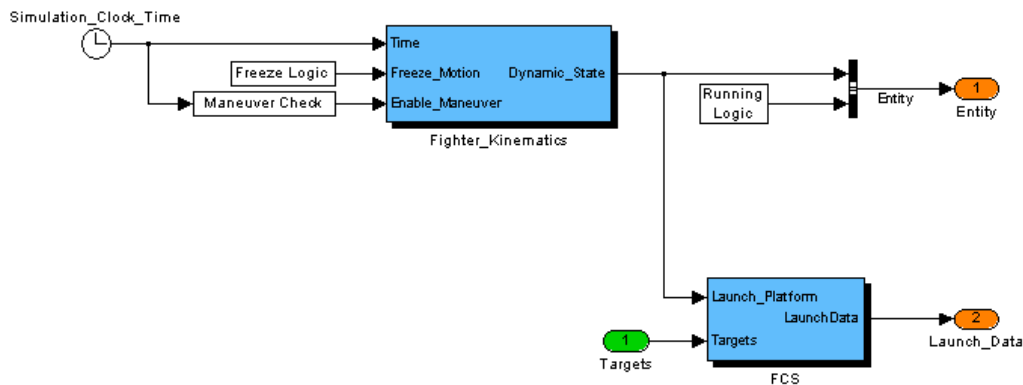 Simulation_Clock_Time
Time
Freeze Logic
Freeze_Motion
Dynamic_State
Maneuver Check
Enable_Maneuver
Fighter_Kinematics
Running
Logic
Entity
1
Entity
Launch_Platform
LaunchData
2
Launch_Data
1
Targets
Targets
FCS